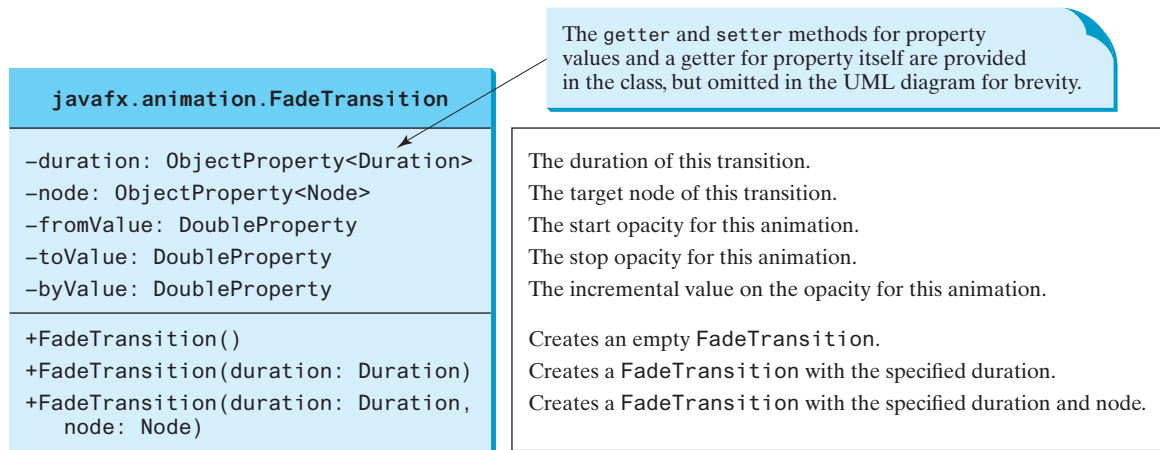 The getter and setter methods for property
values and a getter for property itself are provided
in the class, but omitted in the UML diagram for brevity.
javafx.animation.FadeTransition
–duration: ObjectProperty<Duration>
The duration of this transition.
–node: ObjectProperty<Node>
The target node of this transition.
–fromValue: DoubleProperty
The start opacity for this animation.
–toValue: DoubleProperty
The stop opacity for this animation.
–byValue: DoubleProperty
The incremental value on the opacity for this animation.
+FadeTransition()
Creates an empty FadeTransition.
+FadeTransition(duration: Duration)
Creates a FadeTransition with the specified duration.
+FadeTransition(duration: Duration,
node: Node)
Creates a FadeTransition with the specified duration and node.